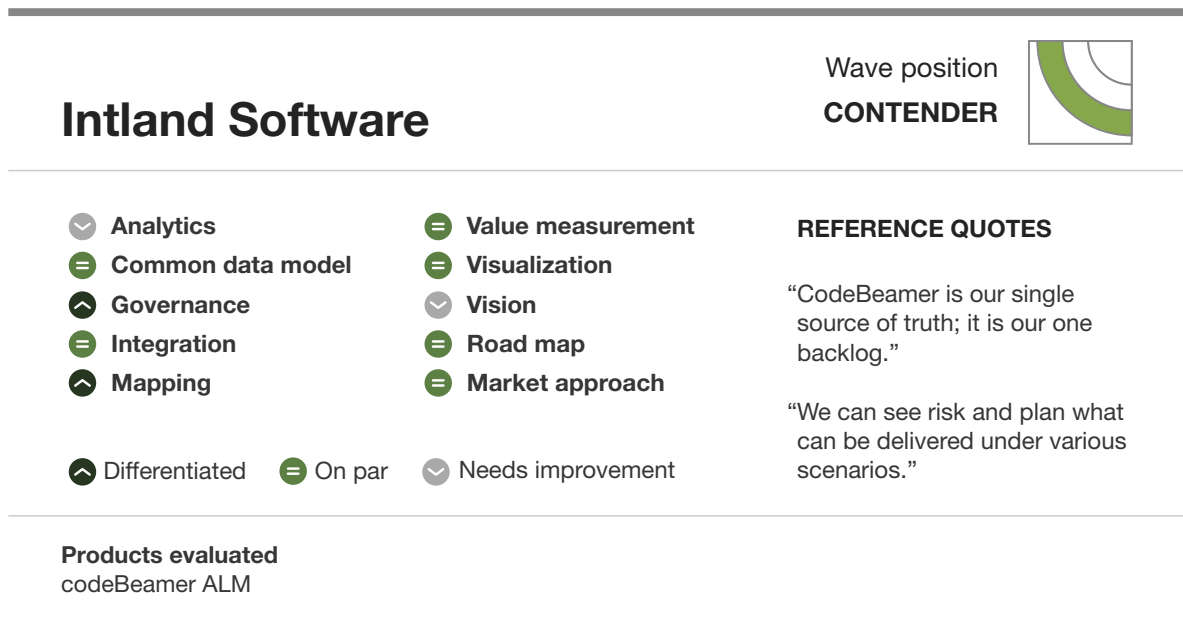 Intland Software
Wave position
CONTENDER
Analytics
Common data model
Governance
Integration
Mapping
Value measurement
Visualization
Vision
Road map
Market approach
Differentiated
On par
Needs improvement
REFERENCE QUOTES
“CodeBeamer is our single
source of truth; it is our one
backlog.”
“We can see risk and plan what
can be delivered under various
scenarios.”
Products evaluated
codeBeamer ALM